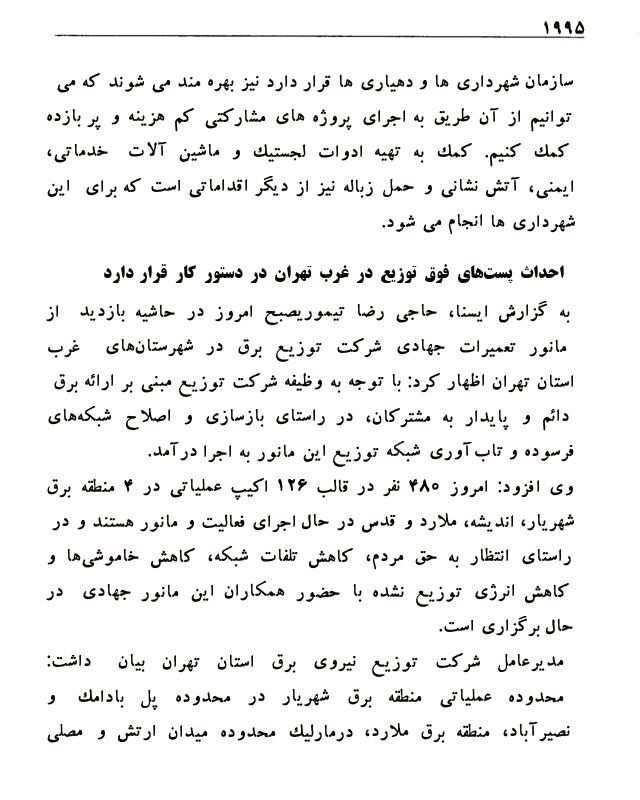 ۱۹۹۵
سازمان شهرداری ها و دهیاری ها قرار دارد نیز بهره مند می شوند که می
توانیم از آن طریق به اجرای پروژه های مشارکتی کم هزینه و پر بازده
کمك کنیم. کمك به تهیه ادوات لجستیك و ماشین آلات خدماتی،
ایمنی، آتش نشانی و حمل زباله نیز از دیگر اقداماتی است که برای این
شهرداری ها انجام می شود.
احداث پست‌های فوق توزیع در غرب تهران در دستور کار قرار دارد
به گزارش ایسنا، حاجی رضا تیموریصبح امروز در حاشیه بازدید از
مانور تعمیرات جهادی شرکت توزیع برق در شهرستان‌های غرب
استان تهران اظهار کرد: با توجه به وظیفه شرکت توزیع مبنی بر ارائه برق
دائم و پایدار به مشترکان، در راستای بازسازی و اصلاح شبکه‌های
فرسوده و تاب‌آوری شبکه توزیع این مانور به اجرا درآمد.
وی افزود: امروز ۴۸۰ نفر در قالب ۱۲۶ اکیپ عملیاتی در ۴ منطقه برق
شهریار، اندیشه، ملارد و قدس در حال اجرای فعالیت و مانور هستند و در
راستای انتظار به حق مردم، کاهش تلفات شبکه، کاهش خاموشی‌ها و
کاهش انرژی توزیع نشده با حضور همکاران این مانور جهادی در
حال برگزاری است.
مدیرعامل شرکت توزیع نیروی برق استان تهران بیان داشت:
محدوده عملیاتی منطقه برق شهریار در محدوده پل بادامك و
نصیرآباد، منطقه برق ملارد، درمارلیك محدوده میدان ارتش و مصلی